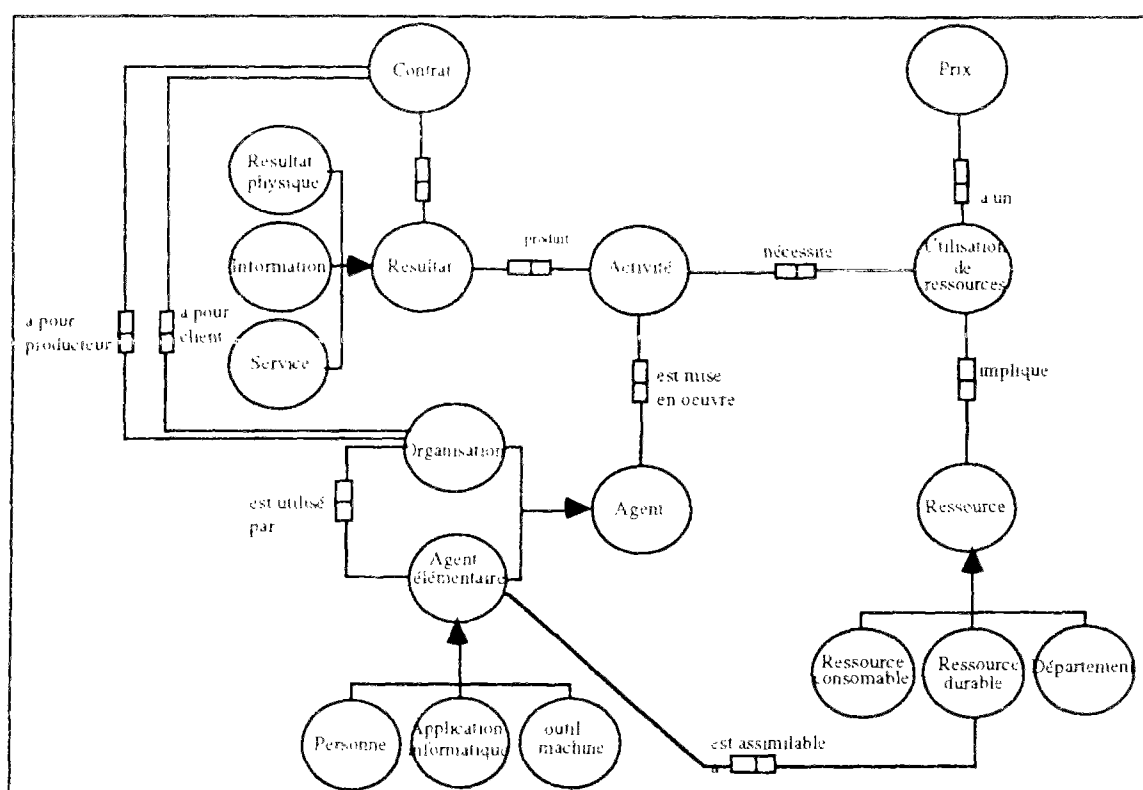 Contrat
Prix
Résultat
physique
a un
produit
Information
Résultat
Activité
nécessite
Utilisation
de
ressources
a pour
producteur
a pour
client
Service
est mise
en oeuvre
implique
Organisation
est utilisé
par
Agent
Ressource
Agent
élémentaire
Ressource
consomable
Ressource
durable
Département
Personne
Application
informatique
outil
machine
est assimilable
a